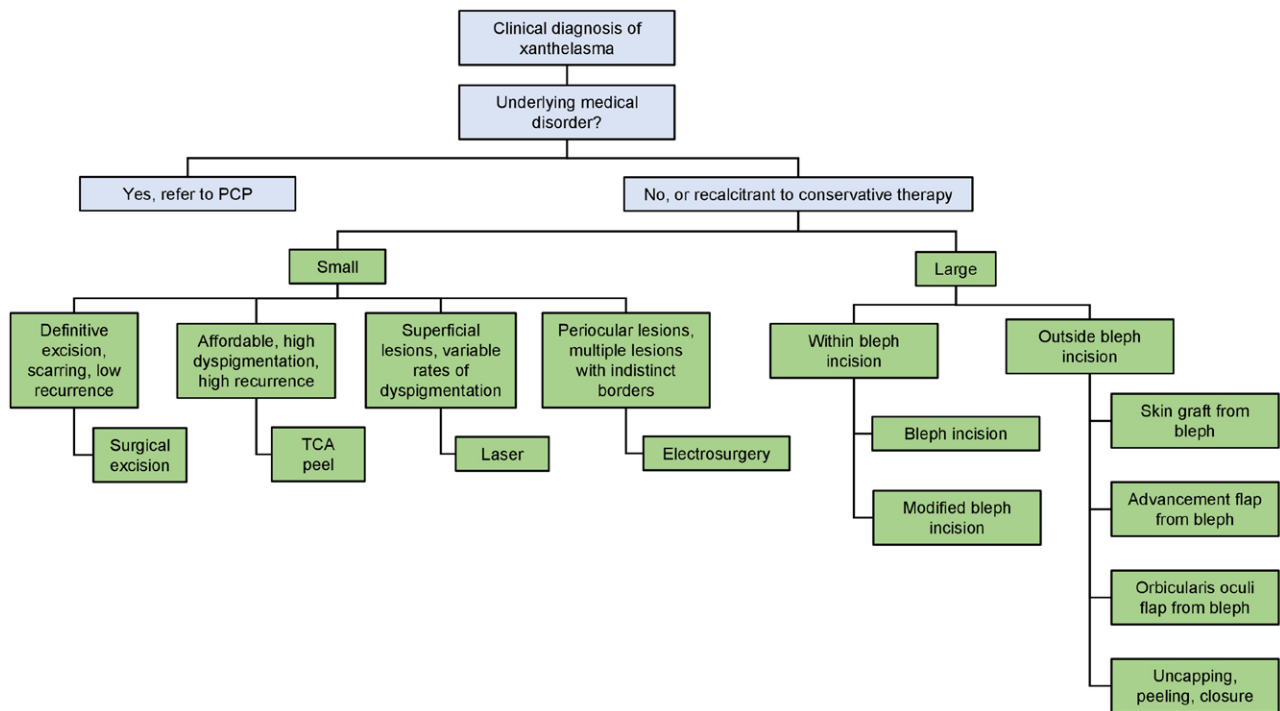 Clinical diagnosis of
xanthelasma
Underlying medical
disorder?
Yes, refer to PCP
No, or recalcitrant to conservative therapy
Small
Large
Definitive
excision,
scarring, low
recurrence
Surgical
excision
Affordable, high
dyspigmentation,
high recurrence
TCA
peel
Superficial
lesions, variable
rates of
dyspigmentation
Laser
Periocular lesions,
multiple lesions
with indistinct
borders
Electrosurgery
Within bleph
incision
Bleph incision
Modified bleph
incision
Outside bleph
incision
Skin graft from
bleph
Advancement flap
from bleph
Orbicularis oculi
flap from bleph
Uncapping,
peeling, closure